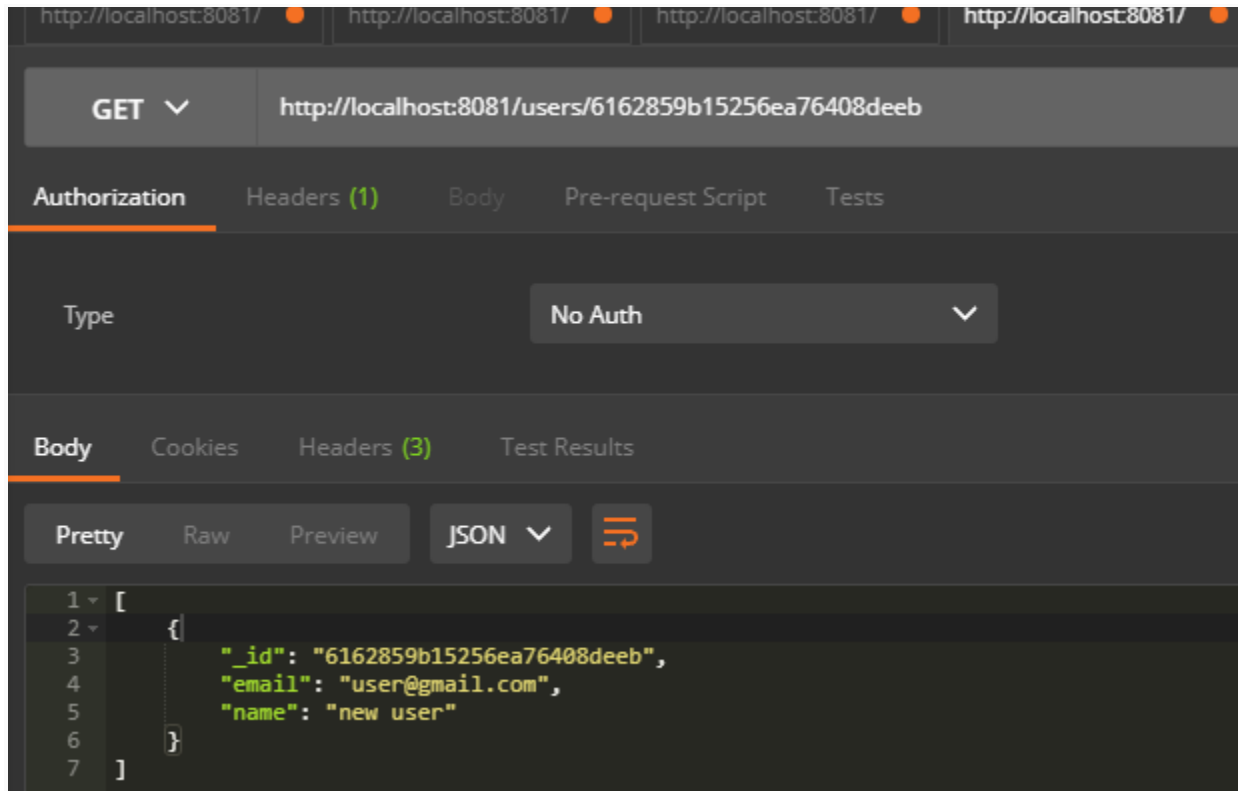 http://localhost:8081/ http://localhost:8081/ http://localhost:8081/ http://localhost:8081/
GET http://localhost:8081/users/6162859b15256ea76408deeb
Authorization Headers (1) Body Pre-request Script Tests
Type No Auth
Body Cookies Headers (3) Test Results
Pretty Raw Preview JSON
1 [
2 {
3 "_id": "6162859b15256ea76408deeb",
4 "email": "user@gmail.com",
5 "name": "new user"
6 }
7 ]